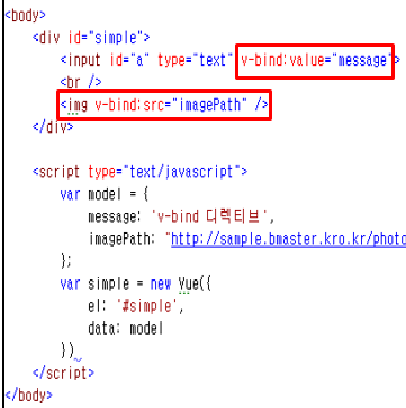 <body>
<div id="simple">
<input id="a" type="text" v-bind:value="message">
<br />
<img v-bind:src="imagePath" />
</div>
<script type="text/javascript">
var model = {
message: 'v-bind 디렉티브',
imagePath: "http://sample.bmaster.kro.kr/photo
};
var simple = new Vue({
el: '#simple',
data: model
})
</script>
</body>